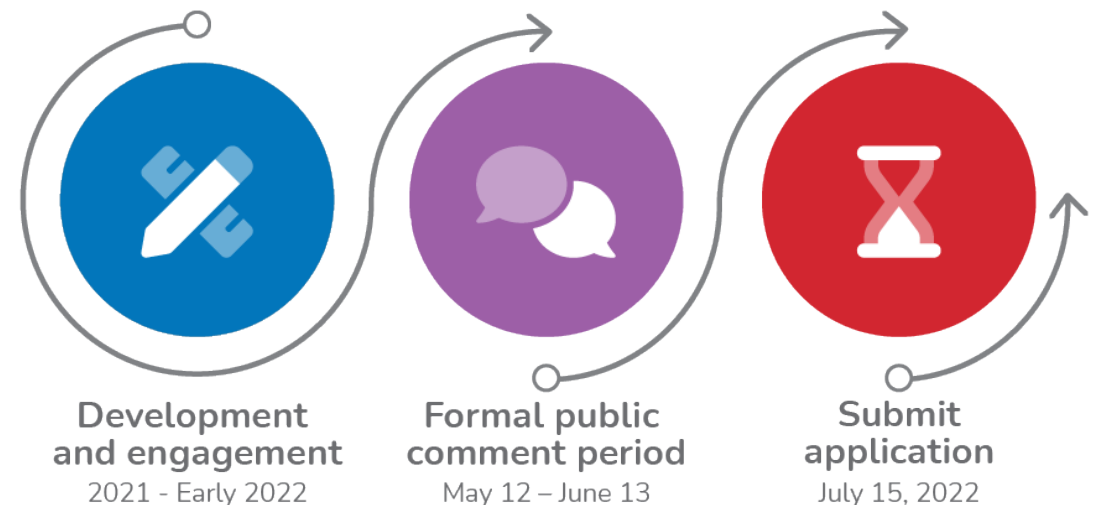 Development
and engagement
2021 - Early 2022
Formal public
comment period
May 12 – June 13
Submit
application
July 15, 2022